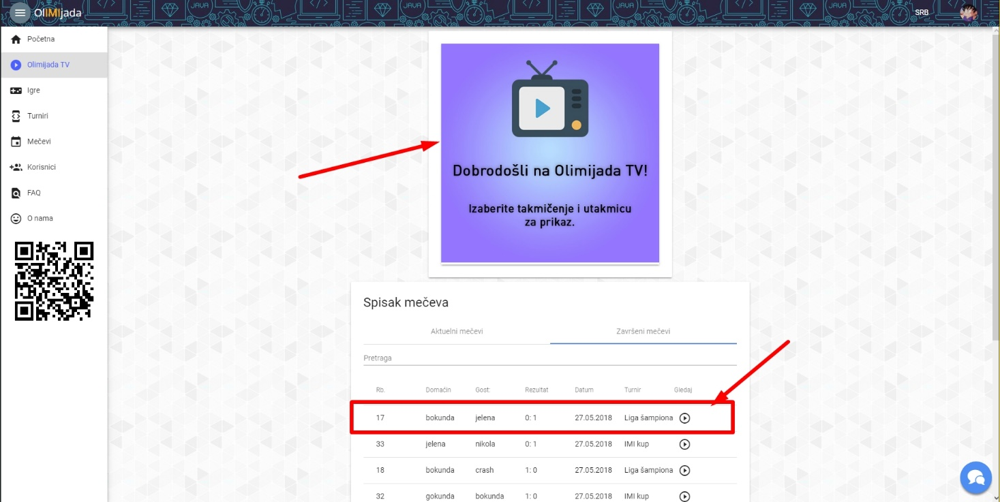 OlIMIjada
SRB
Početna
Olimijada TV
Igre
Turniri
Mečevi
Korisnici
FAQ
O nama
Dobrodošli na Olimijada TV!
Izaberite takmičenje i utakmicu
za prikaz.
Spisak mečeva
Aktuelni mečevi Završeni mečevi
Pretraga
Rb. Domaćin Gost: Rezultat Datum Turnir Gledaj
17 bokunda jelena 0: 1 27.05.2018 Liga šampiona
33 jelena nikola 0: 1 27.05.2018 IMI kup
18 bokunda crash 1: 0 27.05.2018 Liga šampiona
32 gokunda bokunda 1: 0 27.05.2018 IMI kup